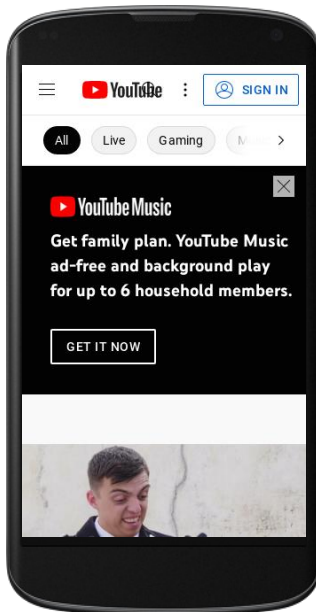 YouTube
SIGN IN
All
Live
Gaming
YouTube Music
Get family plan. YouTube Music
ad-free and background play
for up to 6 household members.
GET IT NOW